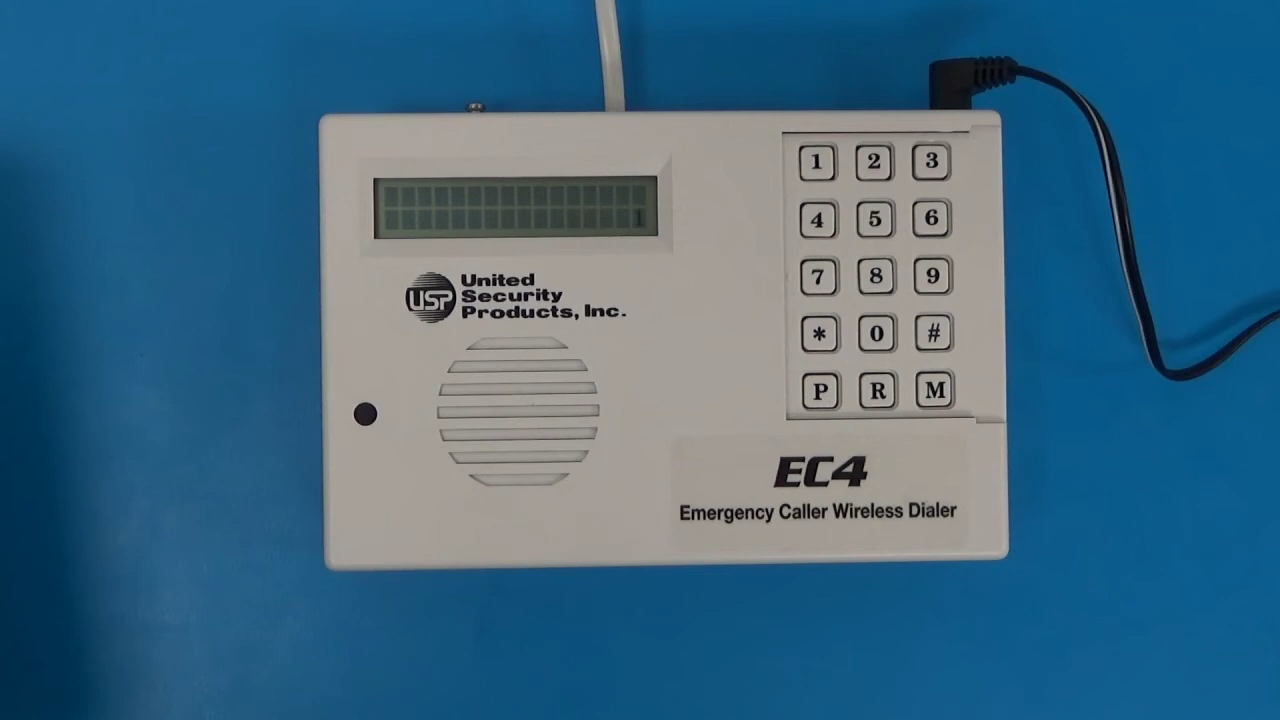 1
USP
United
Security
Products, Inc.
1 2 3
4 5 6
7 8 9
* 0 #
P R M
EC4
Emergency Caller Wireless Dialer